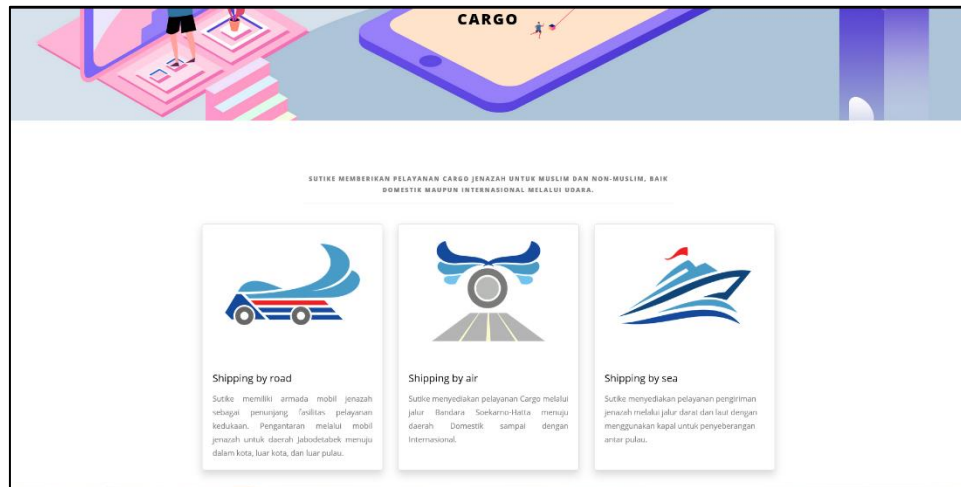 CARGO
SUTIKE MEMBERIKAN PELAYANAN CARGO JENAZAH UNTUK MUSLIM DAN NON-MUSLIM, BAIK
DOMESTIK MAUPUN INTERNASIONAL MELALUI UDARA.
Shipping by road
Sutike memiliki armada mobil jenazah
sebagai penunjang fasilitas pelayanan
kedukaan. Pengantaran melalui mobil
jenazah untuk daerah Jabodetabek menuju
dalam kota, luar kota, dan luar pulau.
Shipping by air
Sutike menyediakan pelayanan Cargo melalui
jalur Bandara Soekarno-Hatta menuju
daerah Domestik sampai dengan
Internasional.
Shipping by sea
Sutike menyediakan pelayanan pengiriman
jenazah melalui jalur darat dan laut dengan
menggunakan kapal untuk penyeberangan
antar pulau.